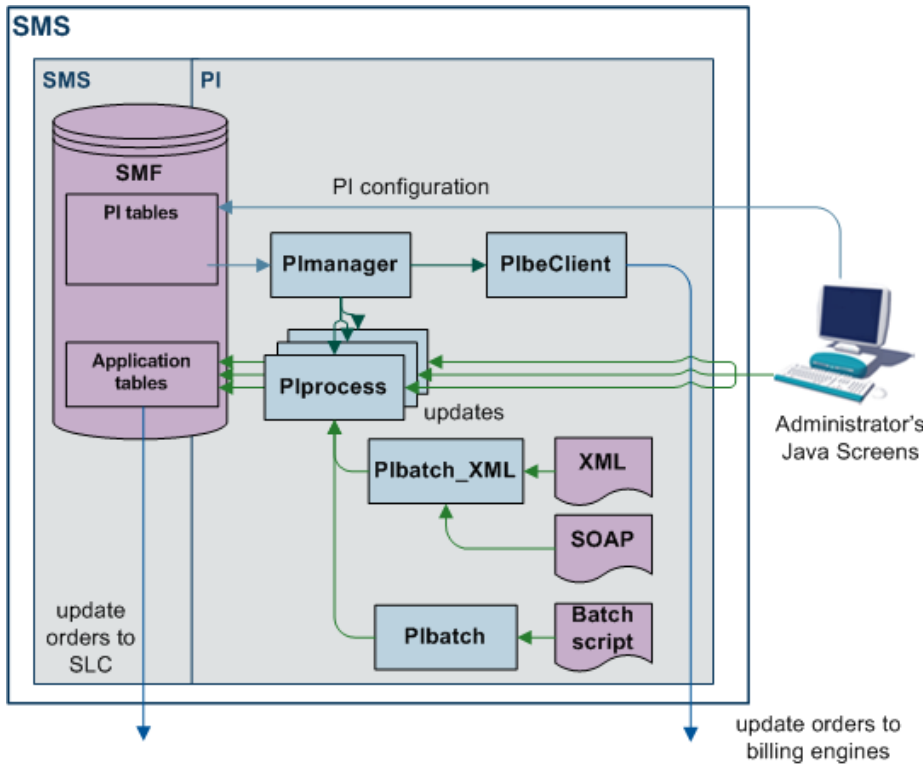 SMS
SMS
PI
SMF
PI configuration
PI tables
PImanager
PIbeClient
Application
tables
PIprocess
updates
Administrator's
Java Screens
PIbatch_XML
XML
SOAP
update
orders to
SLC
PIbatch
Batch
script
update orders to
billing engines